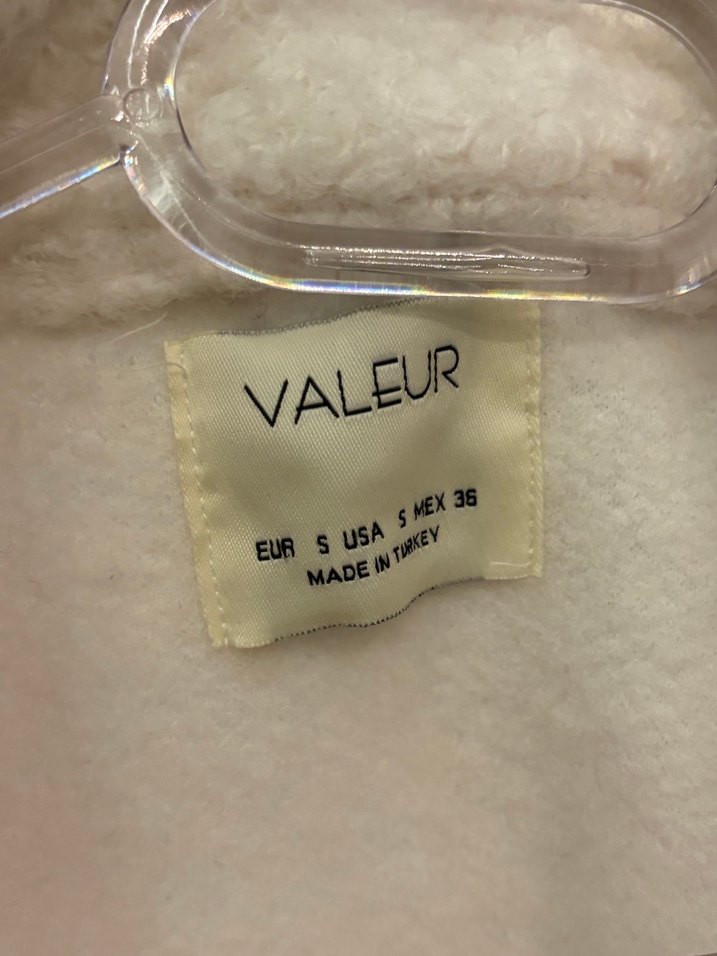 VALEUR
EUR S USA S MEX 36
MADE IN TURKEY